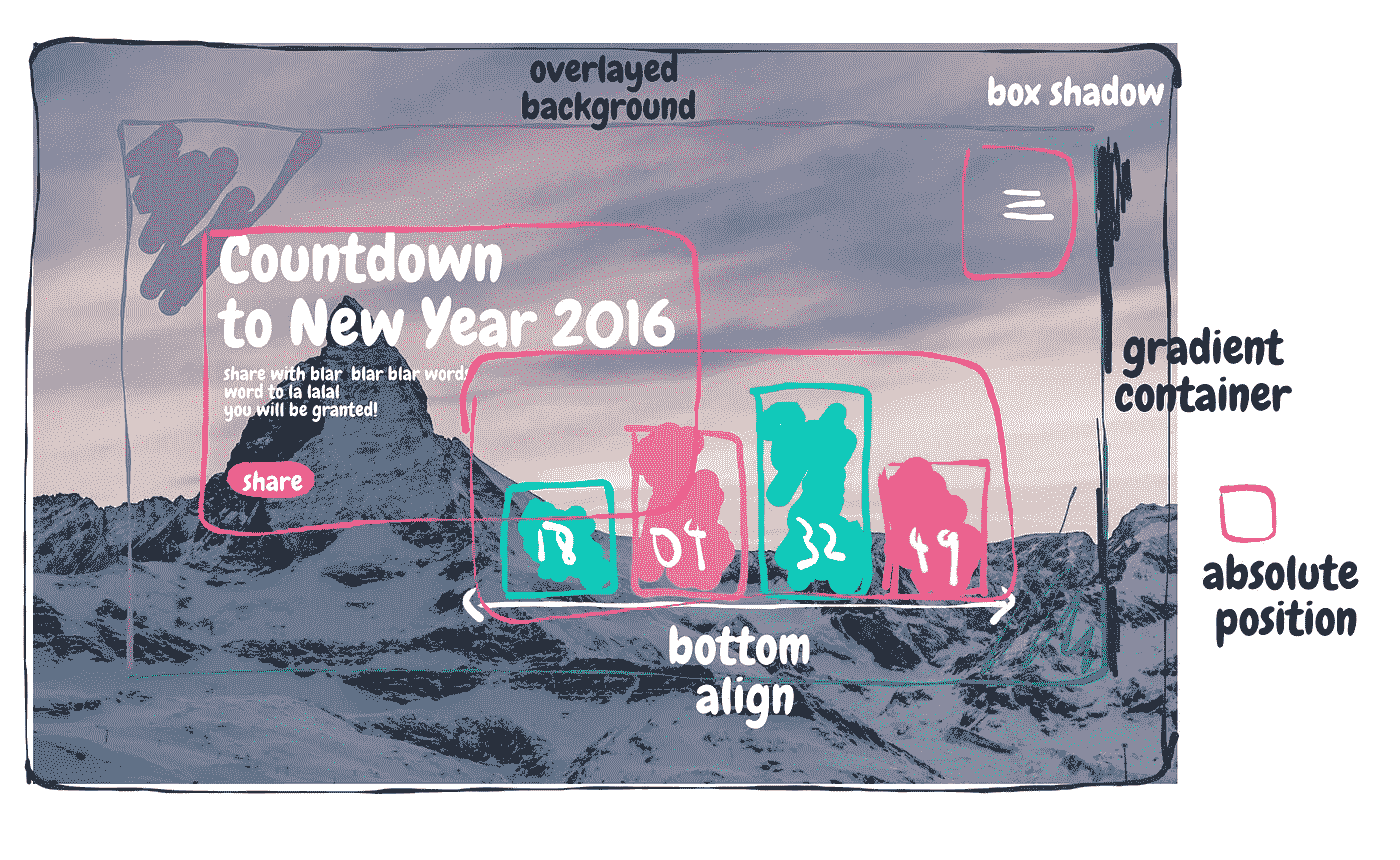 overlayed
background
box shadow
Countdown
to New Year 2016
share with blar blar blar words
word to la lalal
you will be granted!
share
18
04
32
49
bottom
align
gradient
container
absolute
position